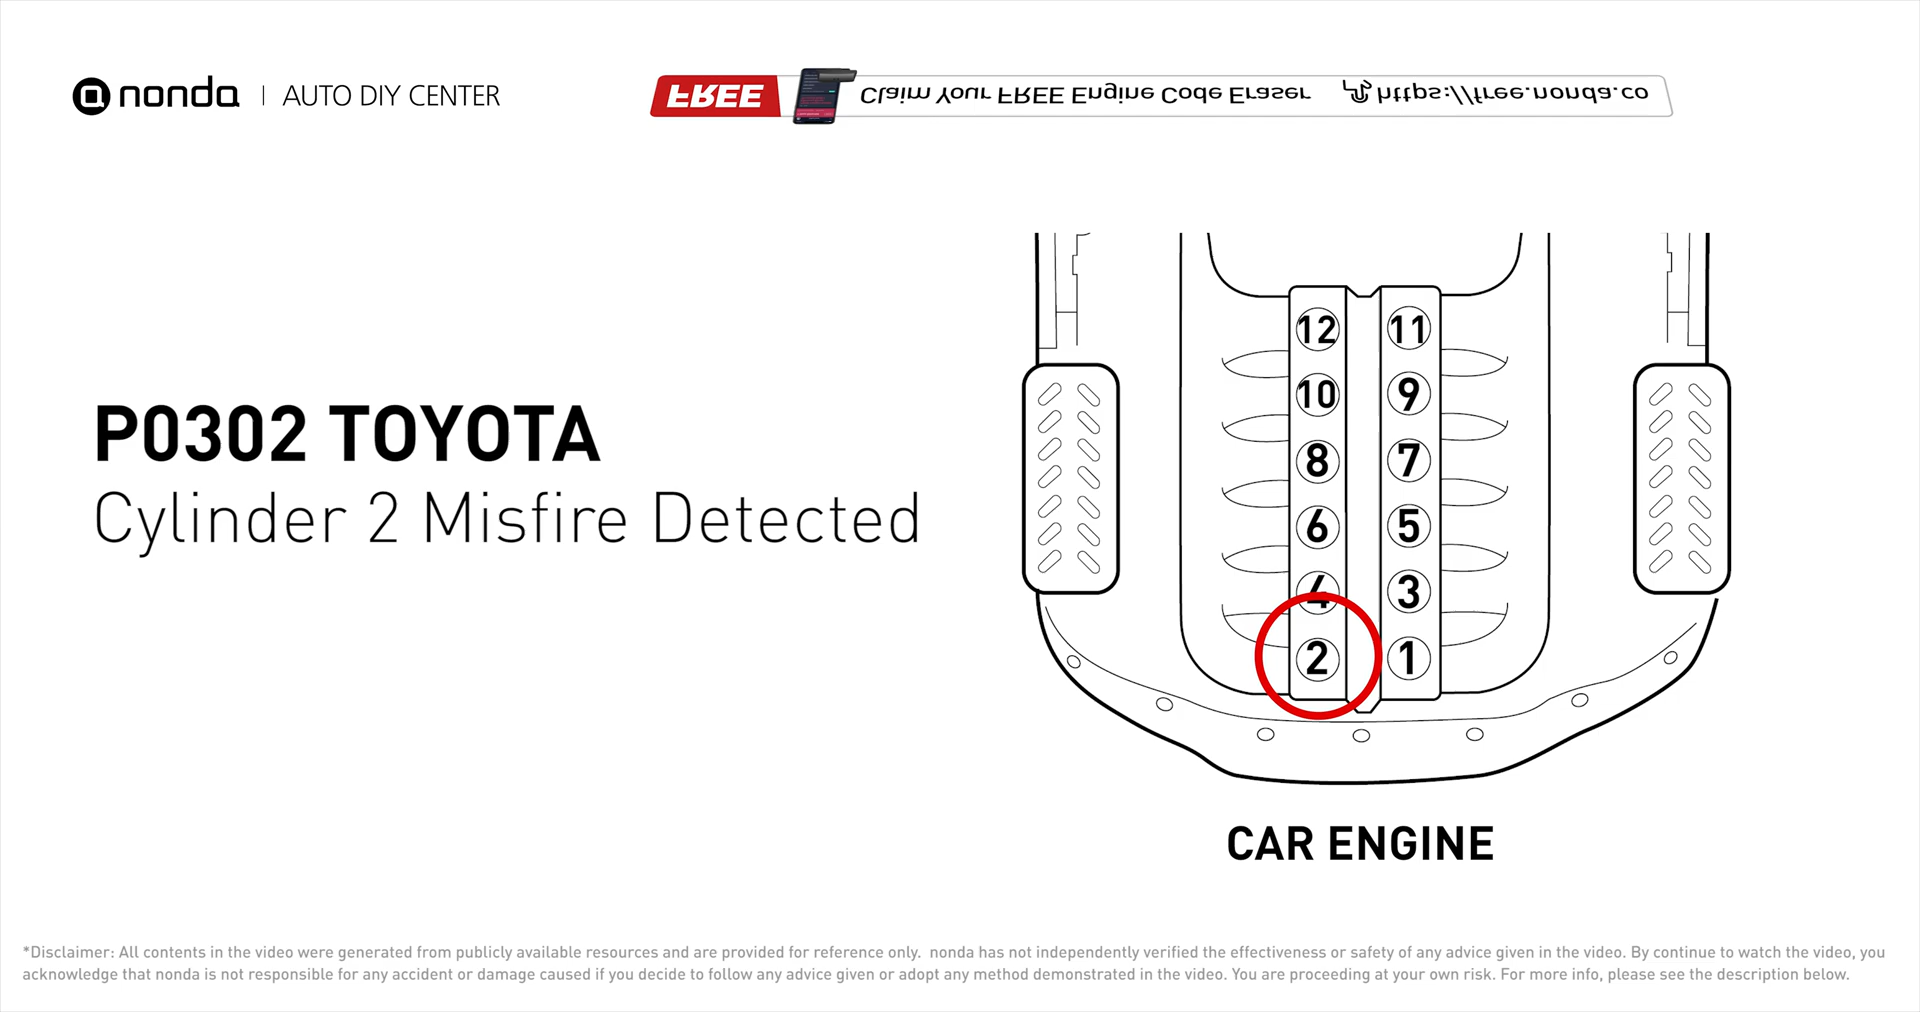 nonda | AUTO DIY CENTER
FREE Claim Your FREE Engine Code Eraser https://free.nonda.co
P0302 TOYOTA
Cylinder 2 Misfire Detected
12 11
10 9
8 7
6 5
4 3
2 1
CAR ENGINE
*Disclaimer: All contents in the video were generated from publicly available resources and are provided for reference only. nonda has not independently verified the effectiveness or safety of any advice given in the video. By continue to watch the video, you
acknowledge that nonda is not responsible for any accident or damage caused if you decide to follow any advice given or adopt any method demonstrated in the video. You are proceeding at your own risk. For more info, please see the description below.